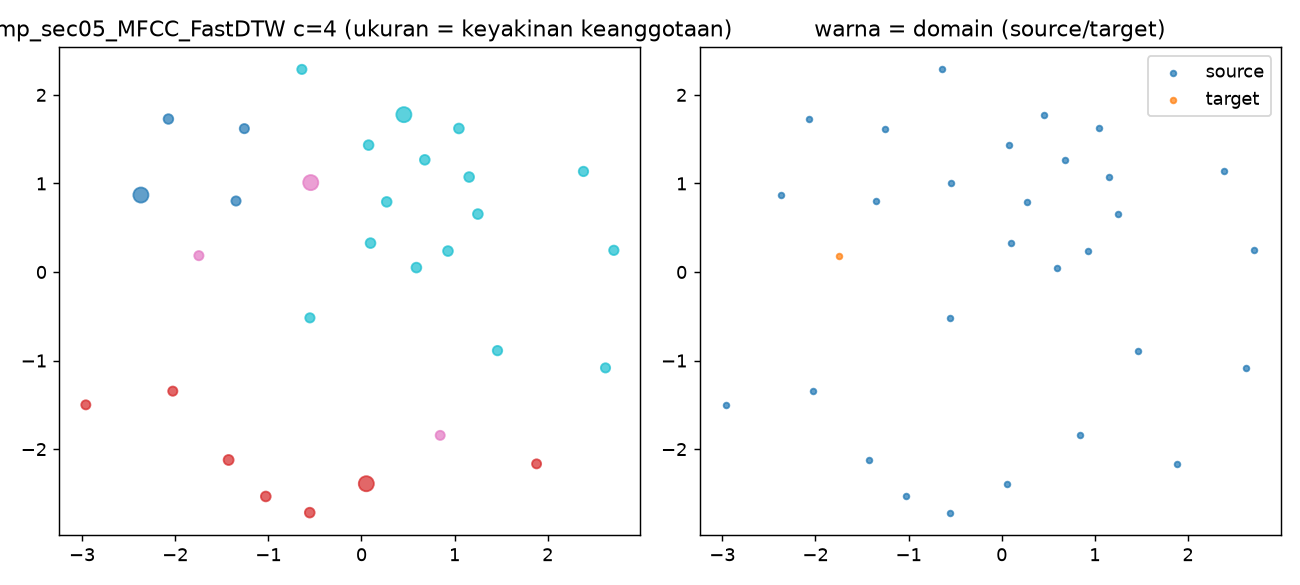 mp_sec05_MFCC_FastDTW c=4 (ukuran = keyakinan keanggotaan)
2
1
0
−1
−2
−3 −2 −1 0 1 2
warna = domain (source/target)
source
target
2
1
0
−1
−2
−3 −2 −1 0 1 2